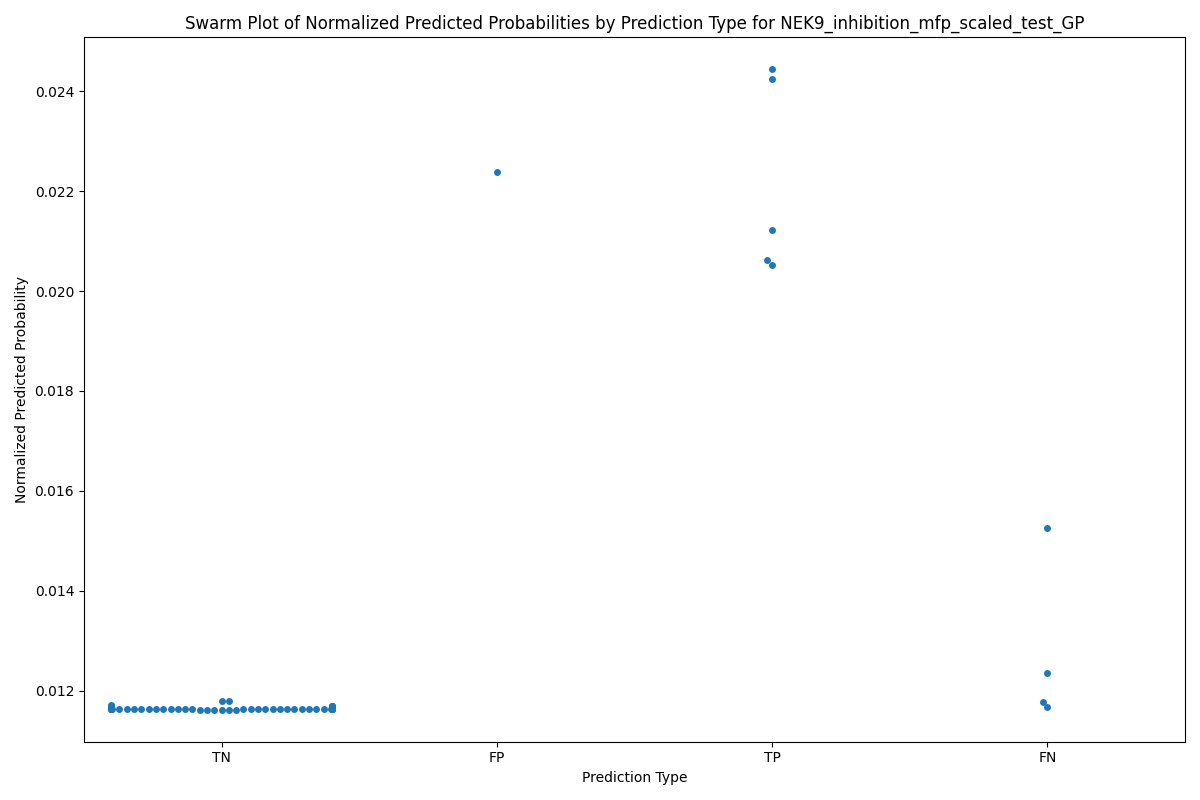 Swarm Plot of Normalized Predicted Probabilities by Prediction Type for NEK9_inhibition_mfp_scaled_test_GP
Normalized Predicted Probability
0.024
0.022
0.020
0.018
0.016
0.014
0.012
TN FP TP FN
Prediction Type